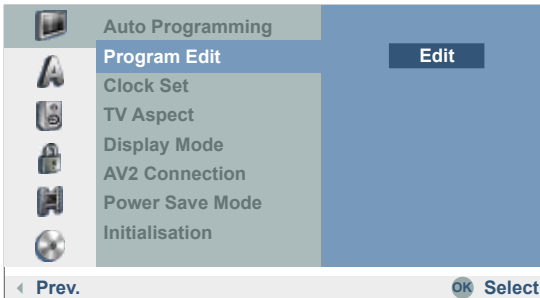 Auto Programming
Program Edit
Edit
Clock Set
TV Aspect
Display Mode
AV2 Connection
Power Save Mode
Initialisation
Prev.
OK Select